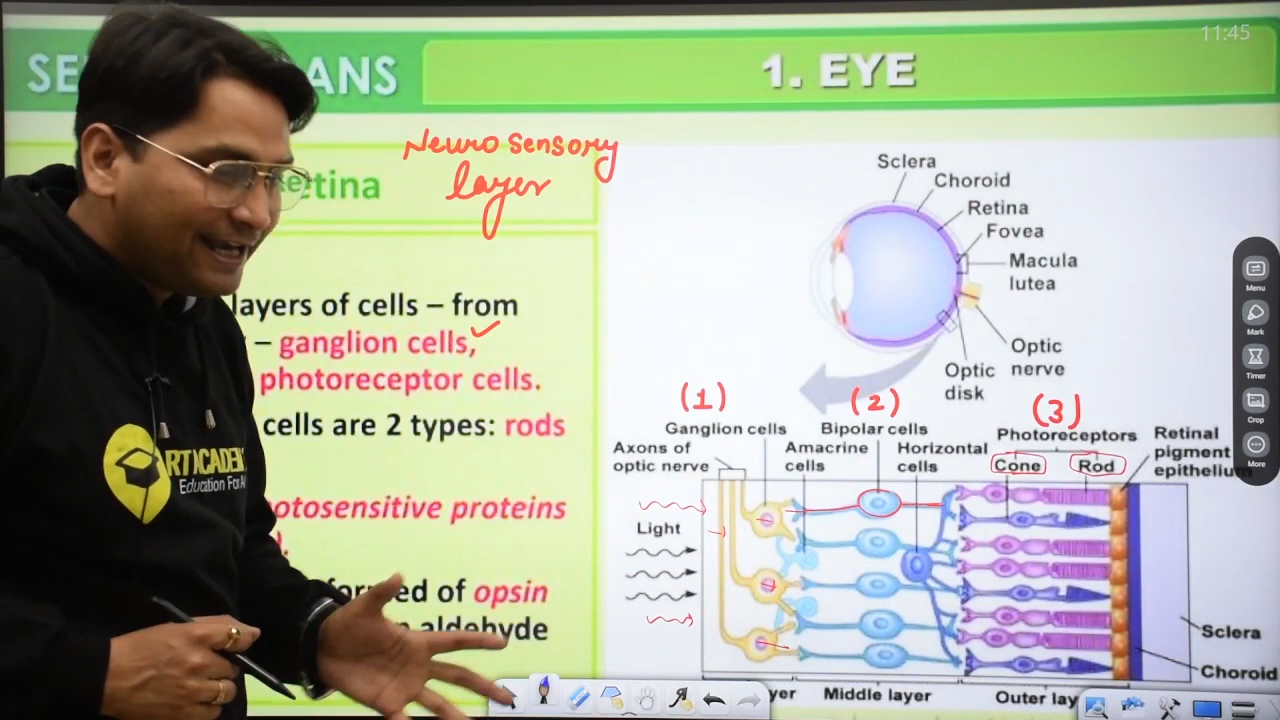 11:45
SE
ANS
1. EYE
etina
Neuro sensory
layer
layers of cells – from
– ganglion cells,
photoreceptor cells.
cells are 2 types: rods
otosensitive proteins
ed of opsin
aldehyde
RT ACADE
Education For A
Sclera
Choroid
Retina
Fovea
Macula
lutea
Optic
nerve
Optic
disk
(1)
(2)
(3)
Ganglion cells
Bipolar cells
Photoreceptors
Retinal
pigment
epithelium
Axons of
optic nerve
Amacrine
cells
Horizontal
cells
Cone
Rod
Light
Sclera
Choroid
yer
Middle layer
Outer lay
Menu
Mark
Timer
Crop
More